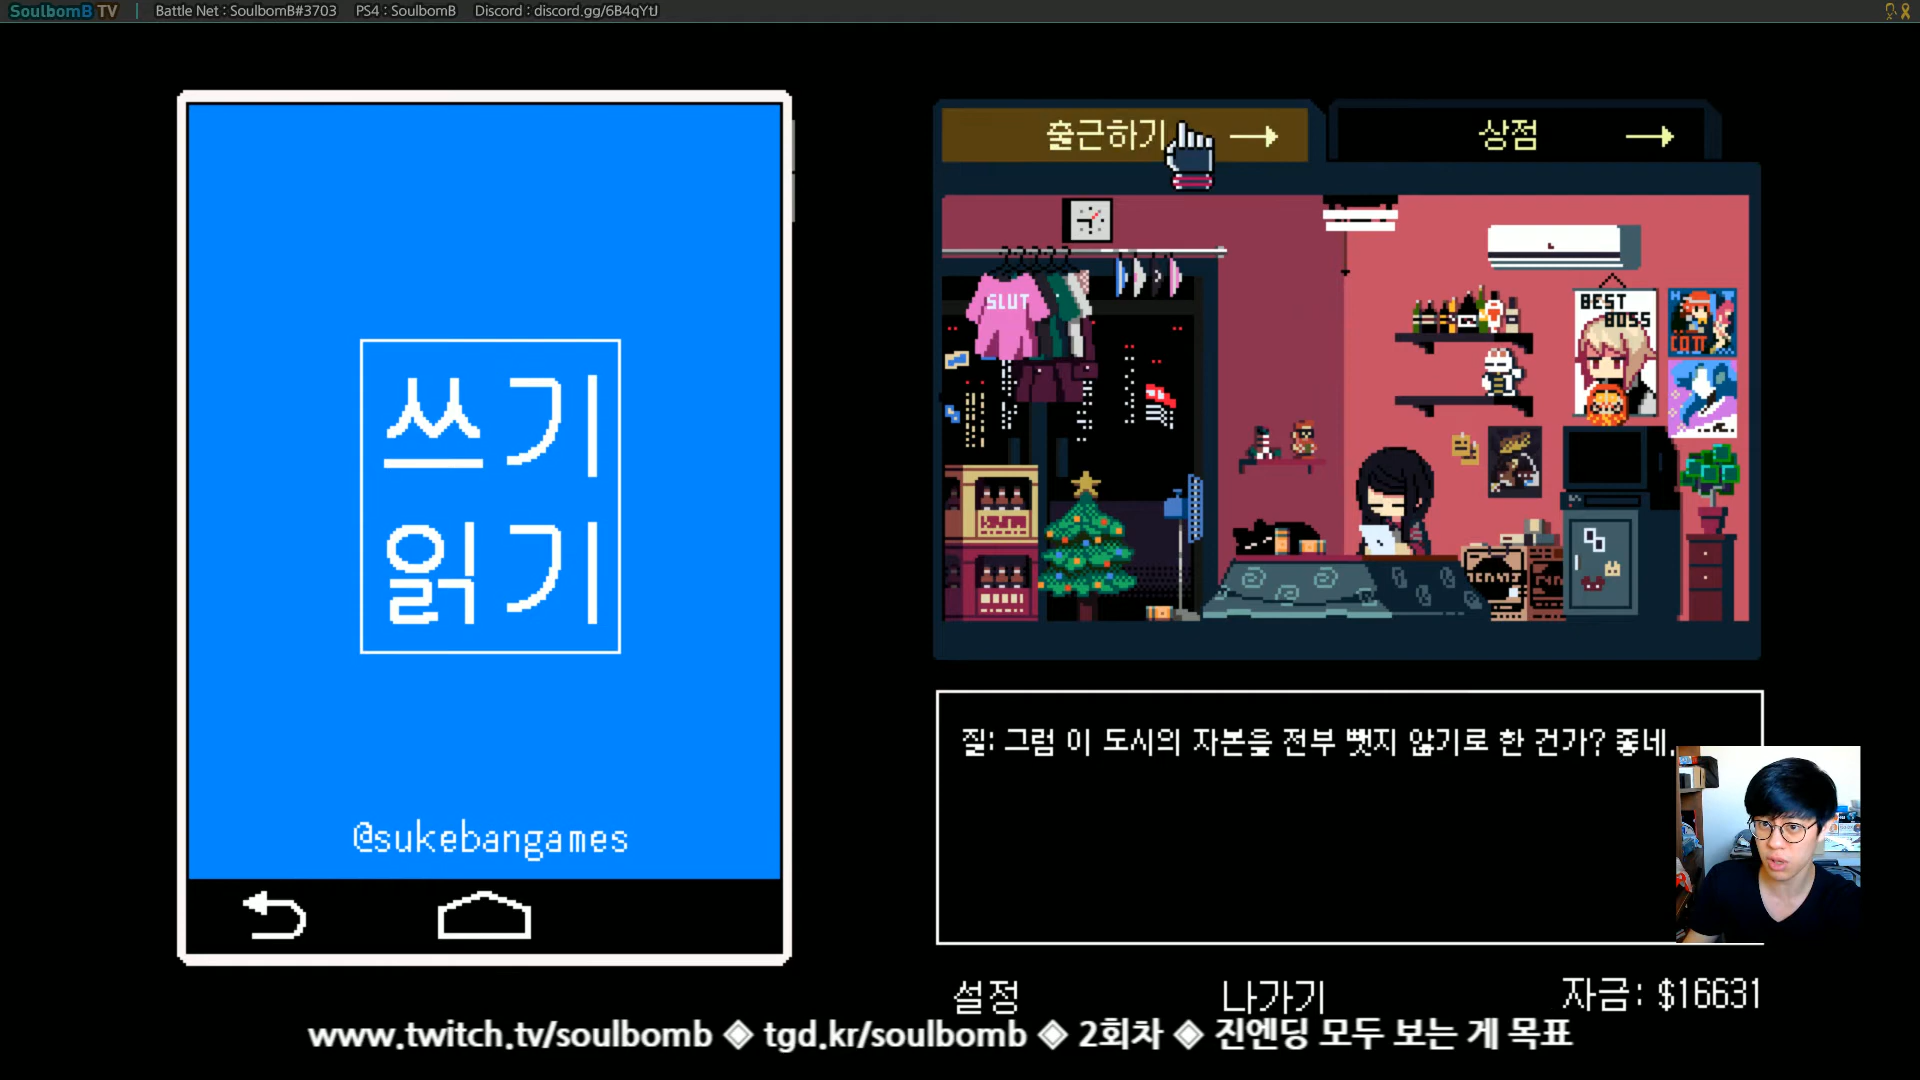 SoulbomB TV | Battle Net : SoulbomB#3703 PS4 : SoulbomB Discord : discord.gg/6B4qYtJ
출근하기 →
상점 →
쓰기
읽기
@sukebangames
SLUT
BEST
BOSS
질: 그럼 이 도시의 자본을 전부 뺏지 않기로 한 건가? 좋네.
설정
나가기
자금: $16631
www.twitch.tv/soulbomb ◈ tgd.kr/soulbomb ◈ 2회차 ◈ 진엔딩 모두 보는 게 목표